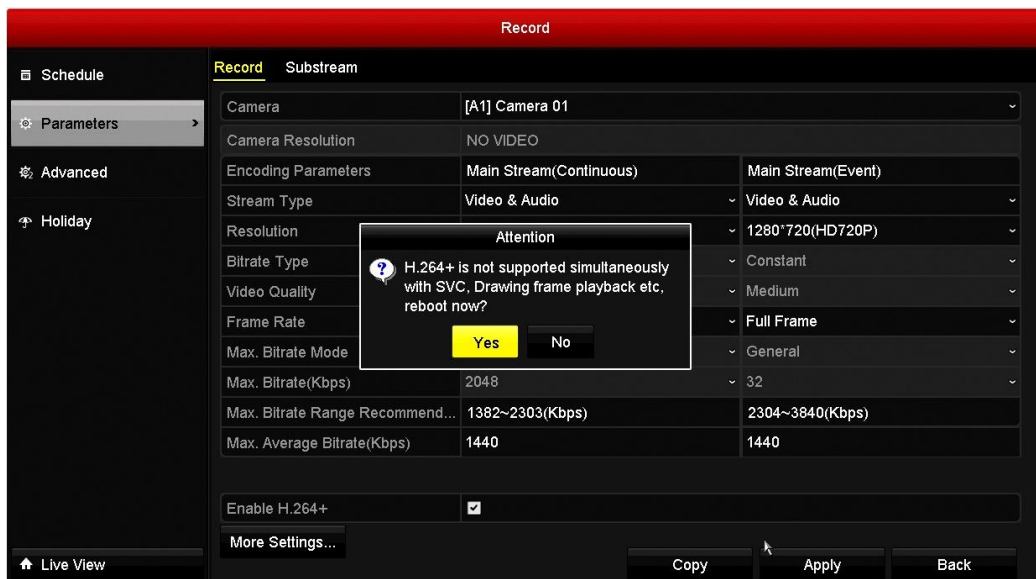 Record
Schedule
Parameters
Advanced
Holiday
Live View
Record Substream
Camera [A1] Camera 01
Camera Resolution NO VIDEO
Encoding Parameters Main Stream(Continuous) Main Stream(Event)
Stream Type Video & Audio Video & Audio
Resolution 1280*720(HD720P)
Bitrate Type Constant
Video Quality Medium
Frame Rate Full Frame
Max. Bitrate Mode General
Max. Bitrate(Kbps) 2048 32
Max. Bitrate Range Recommend... 1382~2303(Kbps) 2304~3840(Kbps)
Max. Average Bitrate(Kbps) 1440 1440
Enable H.264+
More Settings...
Copy Apply Back
Attention
H.264+ is not supported simultaneously
with SVC, Drawing frame playback etc,
reboot now?
Yes No